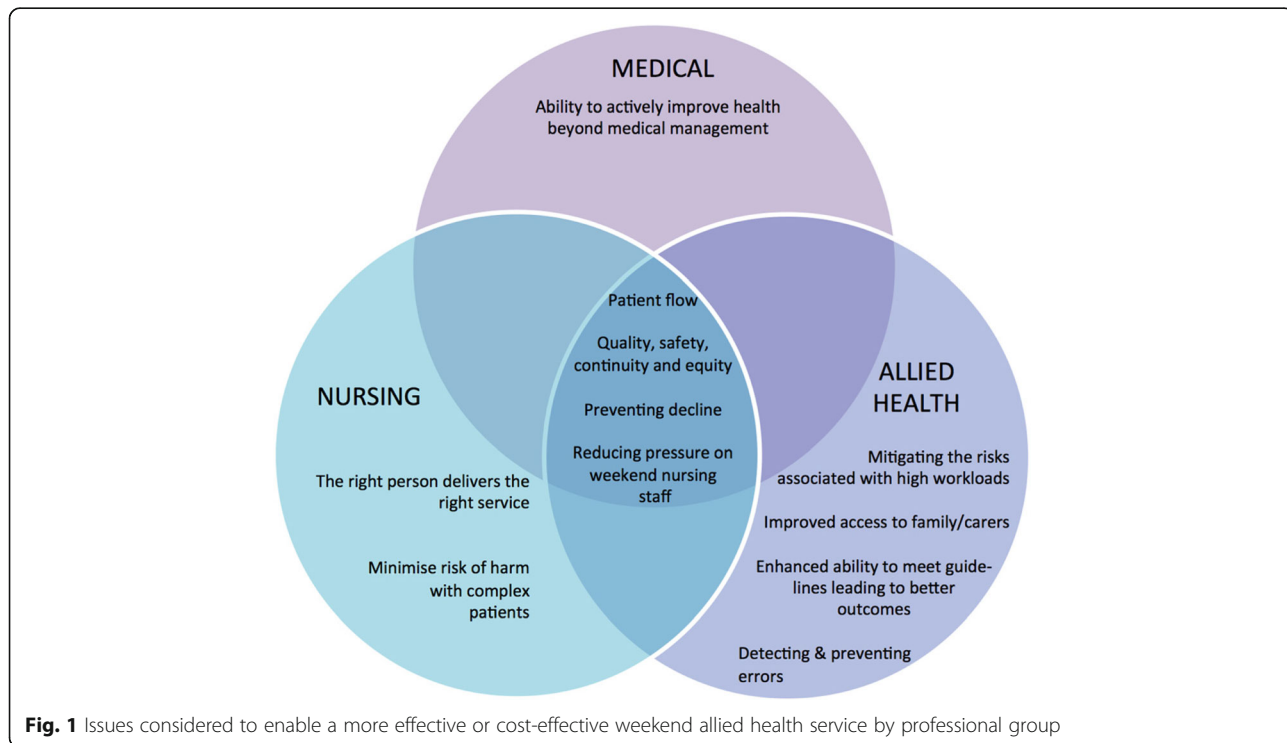 MEDICAL
Ability to actively improve health
beyond medical management
Patient flow
Quality, safety,
continuity and equity
Preventing decline
Reducing pressure on
weekend nursing
staff
NURSING
The right person delivers the
right service
Minimise risk of harm
with complex
patients
ALLIED
HEALTH
Mitigating the risks
associated with high workloads
Improved access to family/carers
Enhanced ability to meet guide-
lines leading to better
outcomes
Detecting & preventing
errors
Fig. 1 Issues considered to enable a more effective or cost-effective weekend allied health service by professional group